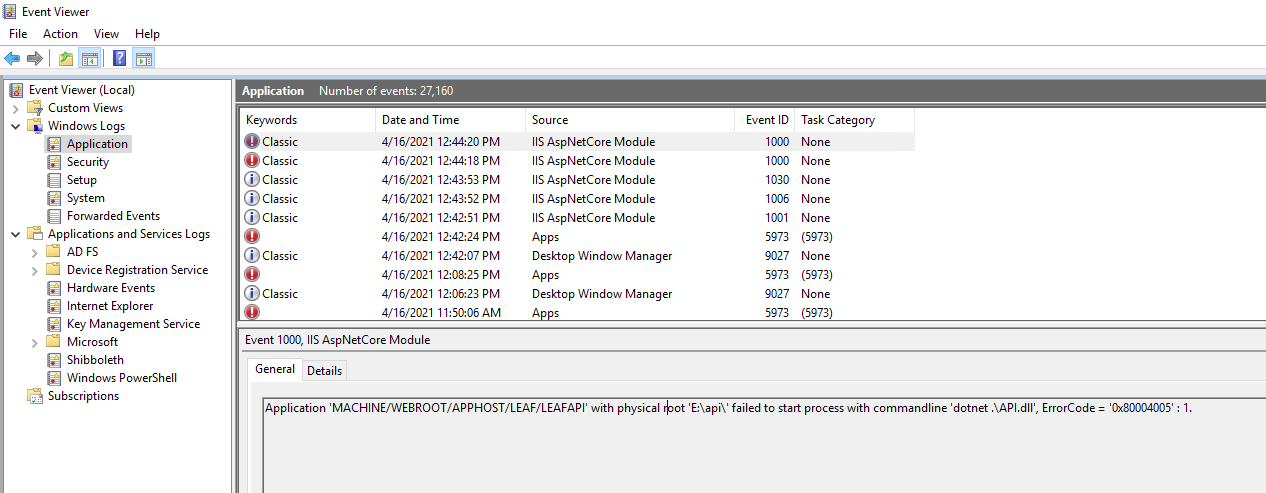 Event Viewer
File Action View Help
Event Viewer (Local)
Custom Views
Windows Logs
Application
Security
Setup
System
Forwarded Events
Applications and Services Logs
AD FS
Device Registration Service
Hardware Events
Internet Explorer
Key Management Service
Microsoft
Shibboleth
Windows PowerShell
Subscriptions
Application Number of events: 27,160
Keywords Date and Time Source Event ID Task Category
Classic 4/16/2021 12:44:20 PM IIS AspNetCore Module 1000 None
Classic 4/16/2021 12:44:18 PM IIS AspNetCore Module 1000 None
Classic 4/16/2021 12:43:53 PM IIS AspNetCore Module 1030 None
Classic 4/16/2021 12:43:52 PM IIS AspNetCore Module 1006 None
Classic 4/16/2021 12:42:51 PM IIS AspNetCore Module 1001 None
4/16/2021 12:42:24 PM Apps 5973 (5973)
Classic 4/16/2021 12:42:07 PM Desktop Window Manager 9027 None
4/16/2021 12:08:25 PM Apps 5973 (5973)
Classic 4/16/2021 12:06:23 PM Desktop Window Manager 9027 None
4/16/2021 11:50:06 AM Apps 5973 (5973)
Event 1000, IIS AspNetCore Module
General Details
Application 'MACHINE/WEBROOT/APPHOST/LEAF/LEAFAPI' with physical root 'E:\api\' failed to start process with commandline 'dotnet .\API.dll', ErrorCode = '0x80004005' : 1.